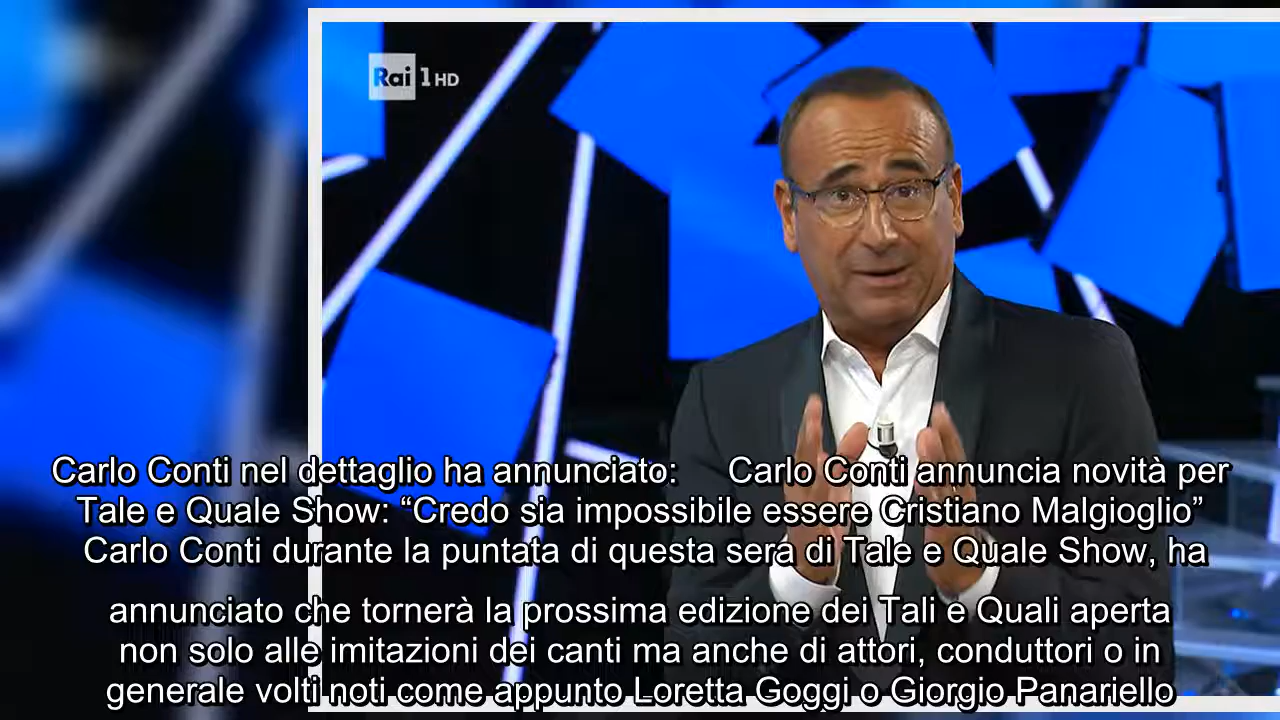 Rai 1 HD
Carlo Conti nel dettaglio ha annunciato: Carlo Conti annuncia novità per
Tale e Quale Show: “Credo sia impossibile essere Cristiano Malgioglio”
Carlo Conti durante la puntata di questa sera di Tale e Quale Show, ha
annunciato che tornerà la prossima edizione dei Tali e Quali aperta
non solo alle imitazioni dei canti ma anche di attori, conduttori o in
generale volti noti come appunto Loretta Goggi o Giorgio Panariello